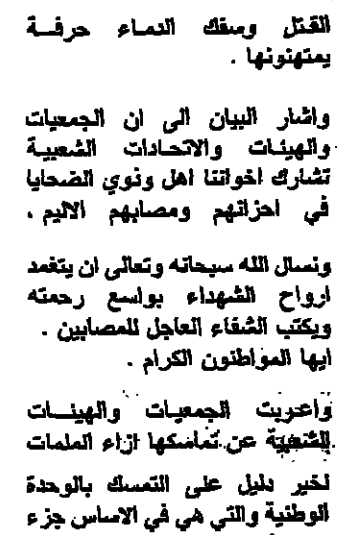 القتل وسفك الدماء حرفة
يمتهنونها .
واشار البيان الى ان الجمعيات
والهيئات والاتحادات الشعبية
تشارك اخواننا اهل وذوي الضحايا
في احزانهم ومصابهم الاليم .
ونسال الله سبحانه وتعالى ان يتغمد
ارواح الشهداء بواسع رحمته
ويكتب الشفاء العاجل للمصابين .
ايها المواطنون الكرام .
واعربت الجمعيات والهيئات
الشعبية عن تماسكها ازاء الملمات
لخير دليل على التمسك بالوحدة
الوطنية والتي هي في الاساس جزء